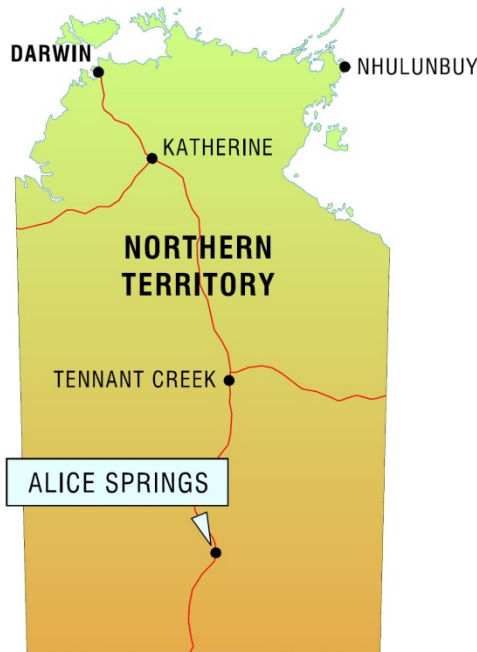 DARWIN
NHULUNBUY
KATHERINE
NORTHERN
TERRITORY
TENNANT CREEK
ALICE SPRINGS